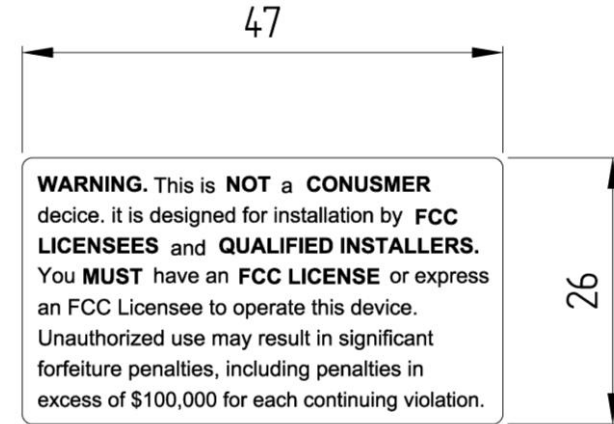 47
WARNING. This is NOT a CONUSMER
decice. it is designed for installation by FCC
LICENSEES and QUALIFIED INSTALLERS.
You MUST have an FCC LICENSE or express
an FCC Licensee to operate this device.
Unauthorized use may result in significant
forfeiture penalties, including penalties in
excess of $100,000 for each continuing violation.
26